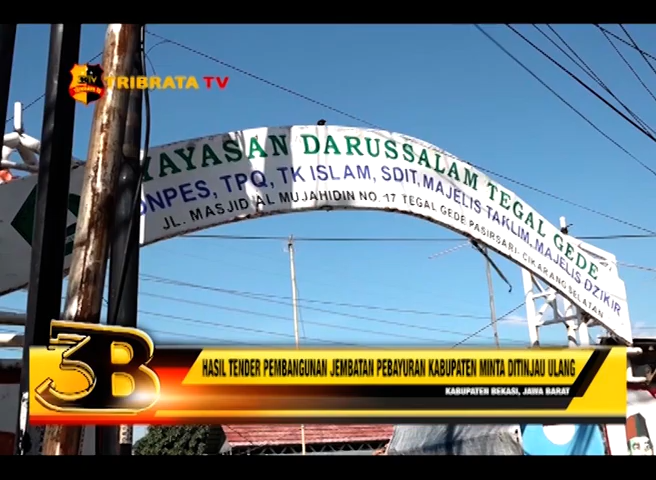 TRIBRATA TV
YAYASAN DARUSSALAM TEGAL GEDE
ONPES, TPQ, TK ISLAM, SDIT, MAJELIS TAKLIM, MAJELIS DZIKIR
JL. MASJID AL MUJAHIDIN NO. 17 TEGAL GEDE PASIRSARI - CIKARANG SELATAN
3B
HASIL TENDER PEMBANGUNAN JEMBATAN PEBAYURAN KABUPATEN MINTA DITINJAU ULANG
KABUPATEN BEKASI, JAWA BARAT